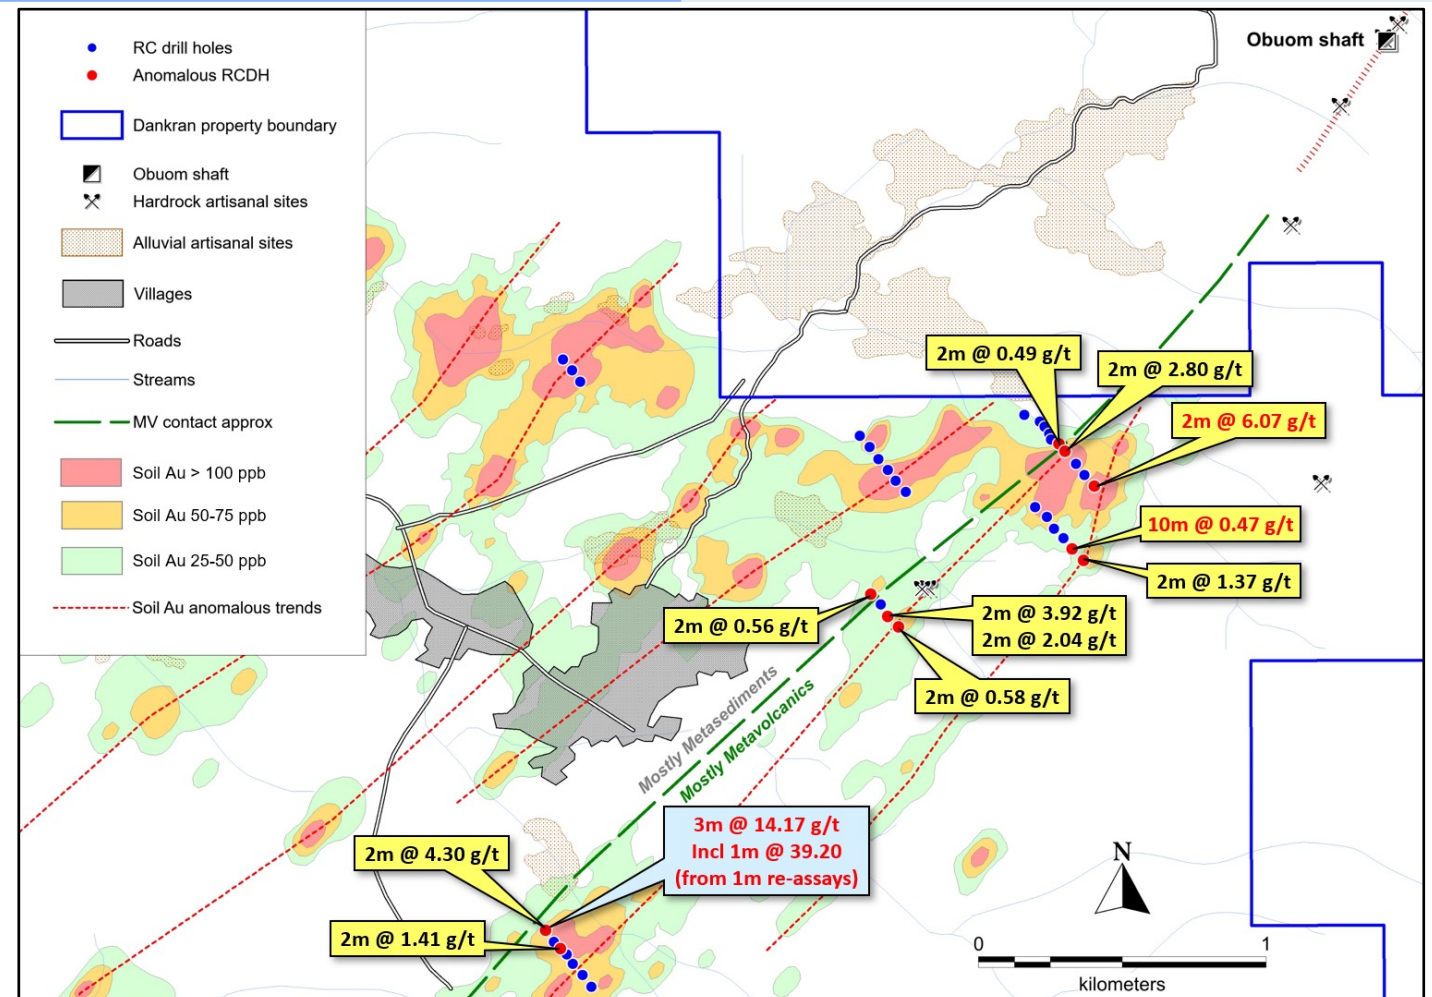 RC drill holes
Anomalous RCDH
Dankran property boundary
Obuom shaft
Hardrock artisanal sites
Alluvial artisanal sites
Villages
Roads
Streams
MV contact approx
Soil Au > 100 ppb
Soil Au 50-75 ppb
Soil Au 25-50 ppb
Soil Au anomalous trends
Obuom shaft
2m @ 0.49 g/t
2m @ 2.80 g/t
2m @ 6.07 g/t
10m @ 0.47 g/t
2m @ 1.37 g/t
2m @ 0.56 g/t
2m @ 3.92 g/t
2m @ 2.04 g/t
2m @ 0.58 g/t
Mostly Metasediments
Mostly Metavolcanics
3m @ 14.17 g/t
Incl 1m @ 39.20
(from 1m re-assays)
2m @ 4.30 g/t
2m @ 1.41 g/t
N
0 1
kilometers